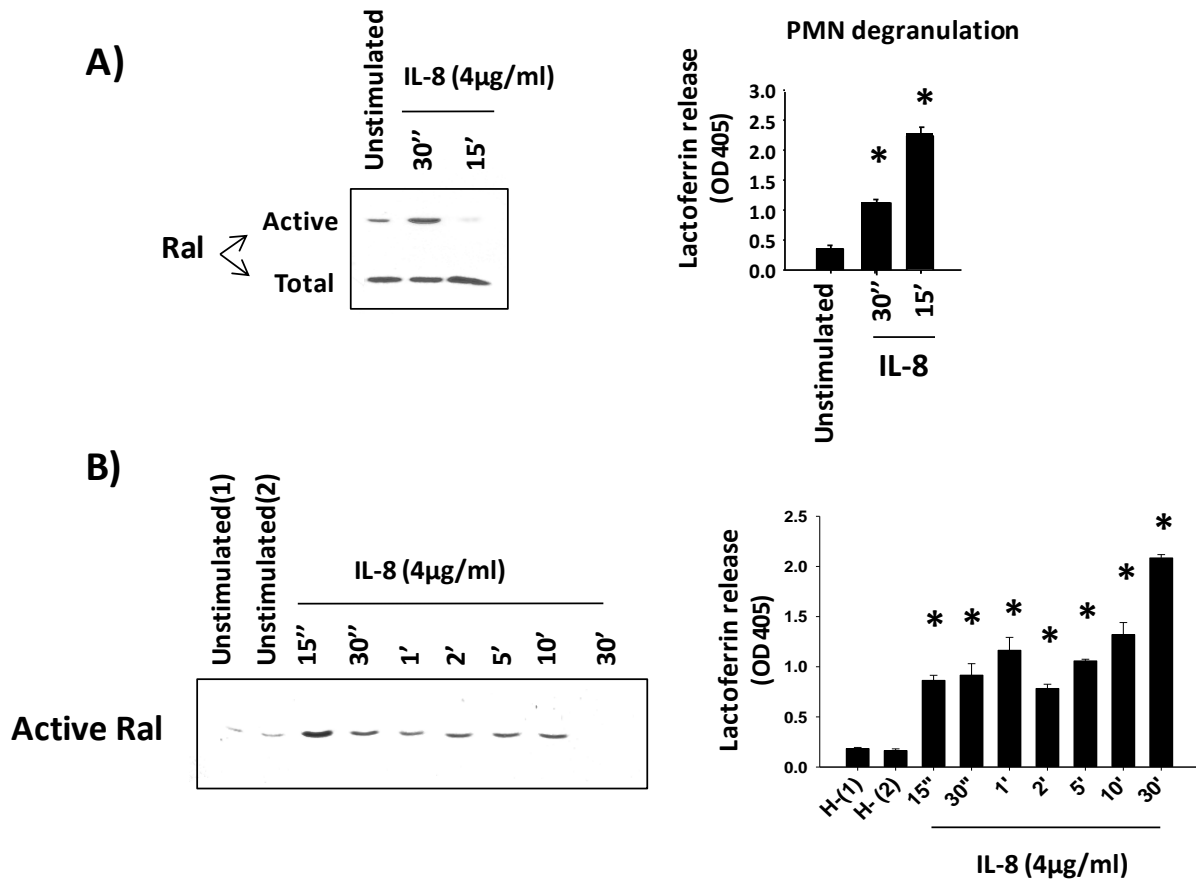 A)
Unstimulated
IL-8 (4µg/ml)
30’’
15’
Ral
Active
Total
PMN degranulation
Lactoferrin release
(OD 405)
3.0
2.5
2.0
1.5
1.0
0.5
0.0
*
*
Unstimulated
30’’
15’
IL-8
B)
Unstimulated(1)
Unstimulated(2)
IL-8 (4µg/ml)
15’’
30’’
1’
2’
5’
10’
30’
Active Ral
Lactoferrin release
(OD 405)
2.5
2.0
1.5
1.0
0.5
0.0
* * * * * * *
H-(1)
H- (2)
15"
30"
1'
2'
5'
10'
30'
IL-8 (4µg/ml)